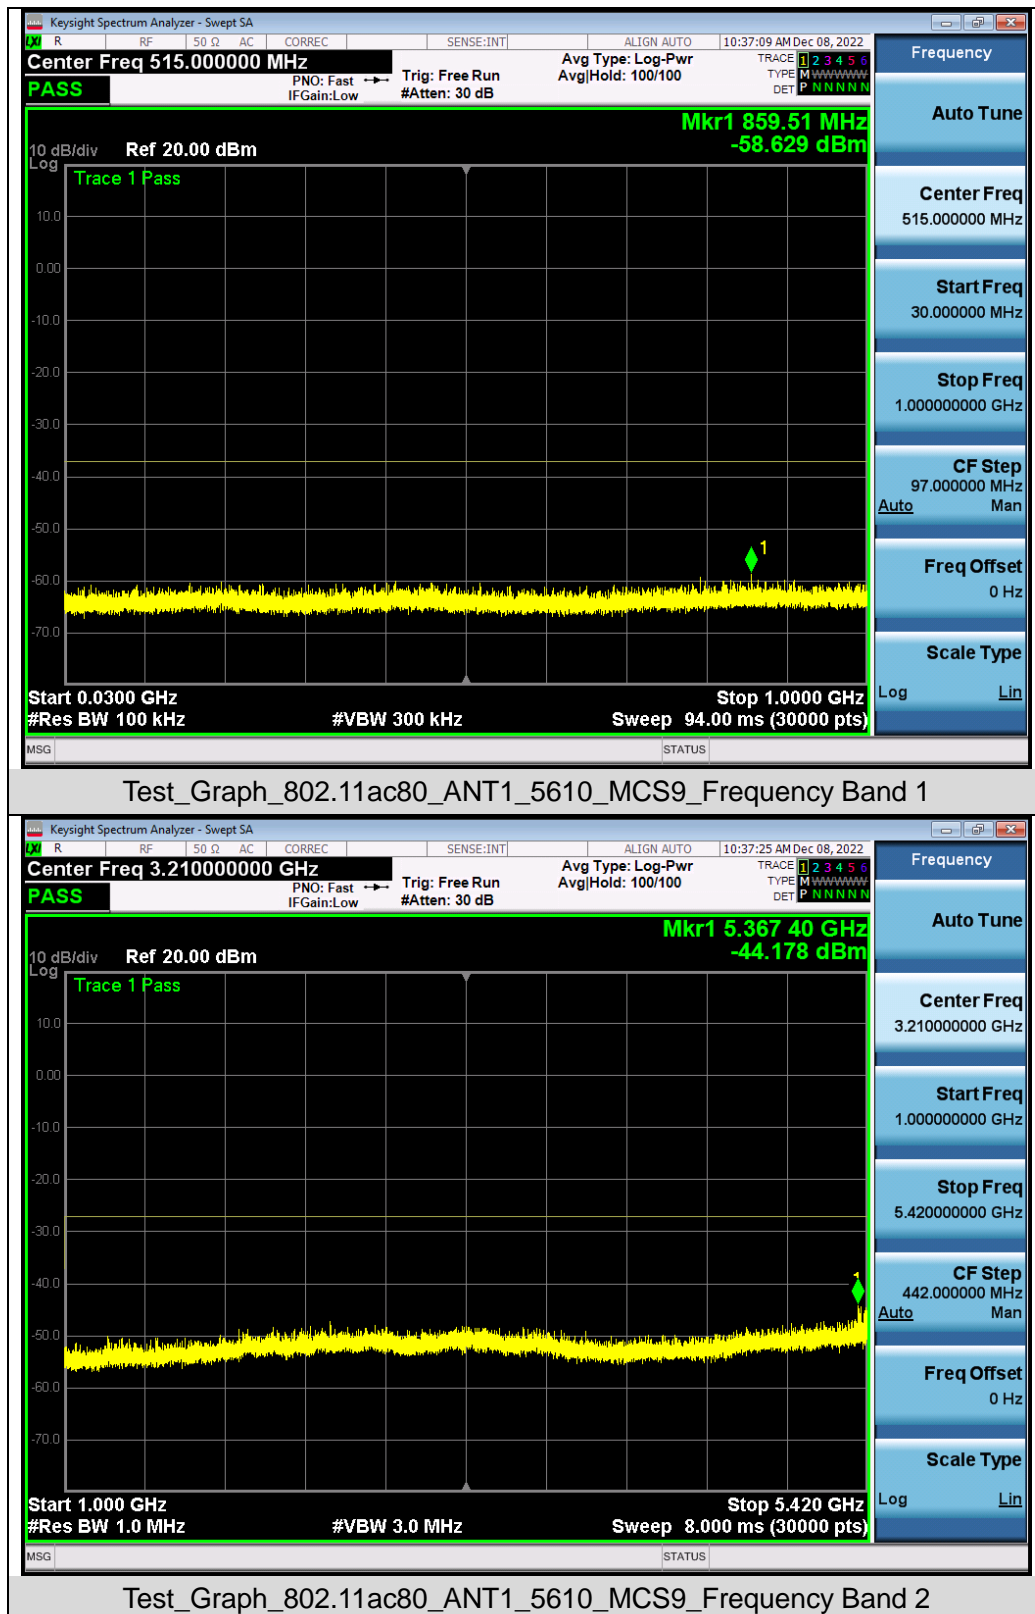 Keysight Spectrum Analyzer - Swept SA
LXI R RF 50 Ω AC CORREC SENSE:INT ALIGN AUTO 10:37:09 AM Dec 08, 2022
Center Freq 515.000000 MHz
PASS
PNO: Fast
IFGain:Low
Trig: Free Run
#Atten: 30 dB
Avg Type: Log-Pwr
Avg|Hold: 100/100
TRACE 1 2 3 4 5 6
TYPE M WWWWW
DET P N N N N N
Mkr1 859.51 MHz
-58.629 dBm
10 dB/div Ref 20.00 dBm
Log
Trace 1 Pass
10.0
0.00
-10.0
-20.0
-30.0
-40.0
-50.0
-60.0
-70.0
1
Start 0.0300 GHz Stop 1.0000 GHz
#Res BW 100 kHz #VBW 300 kHz Sweep 94.00 ms (30000 pts)
MSG STATUS
Frequency
Auto Tune
Center Freq
515.000000 MHz
Start Freq
30.000000 MHz
Stop Freq
1.000000000 GHz
CF Step
97.000000 MHz
Auto Man
Freq Offset
0 Hz
Scale Type
Log Lin
Test_Graph_802.11ac80_ANT1_5610_MCS9_Frequency Band 1
Keysight Spectrum Analyzer - Swept SA
LXI R RF 50 Ω AC CORREC SENSE:INT ALIGN AUTO 10:37:25 AM Dec 08, 2022
Center Freq 3.210000000 GHz
PASS
PNO: Fast
IFGain:Low
Trig: Free Run
#Atten: 30 dB
Avg Type: Log-Pwr
Avg|Hold: 100/100
TRACE 1 2 3 4 5 6
TYPE M WWWWW
DET P N N N N N
Mkr1 5.367 40 GHz
-44.178 dBm
10 dB/div Ref 20.00 dBm
Log
Trace 1 Pass
10.0
0.00
-10.0
-20.0
-30.0
-40.0
-50.0
-60.0
-70.0
1
Start 1.000 GHz Stop 5.420 GHz
#Res BW 1.0 MHz #VBW 3.0 MHz Sweep 8.000 ms (30000 pts)
MSG STATUS
Frequency
Auto Tune
Center Freq
3.210000000 GHz
Start Freq
1.000000000 GHz
Stop Freq
5.420000000 GHz
CF Step
442.000000 MHz
Auto Man
Freq Offset
0 Hz
Scale Type
Log Lin
Test_Graph_802.11ac80_ANT1_5610_MCS9_Frequency Band 2